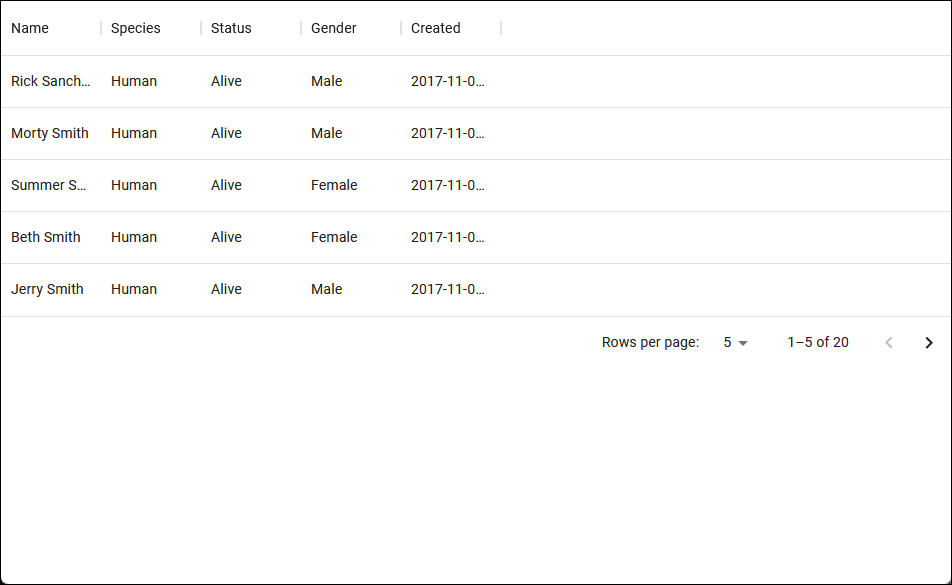 Name Species Status Gender Created
Rick Sanch... Human Alive Male 2017-11-0...
Morty Smith Human Alive Male 2017-11-0...
Summer S... Human Alive Female 2017-11-0...
Beth Smith Human Alive Female 2017-11-0...
Jerry Smith Human Alive Male 2017-11-0...
Rows per page: 5 1–5 of 20